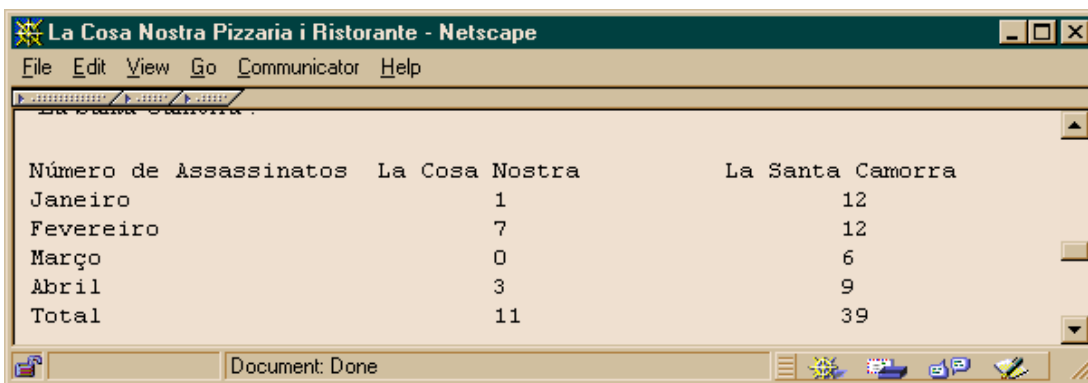 La Cosa Nostra Pizzaria i Ristorante - Netscape
File Edit View Go Communicator Help
Número de Assassinatos La Cosa Nostra La Santa Camorra
Janeiro 1 12
Fevereiro 7 12
Março 0 6
Abril 3 9
Total 11 39
Document: Done